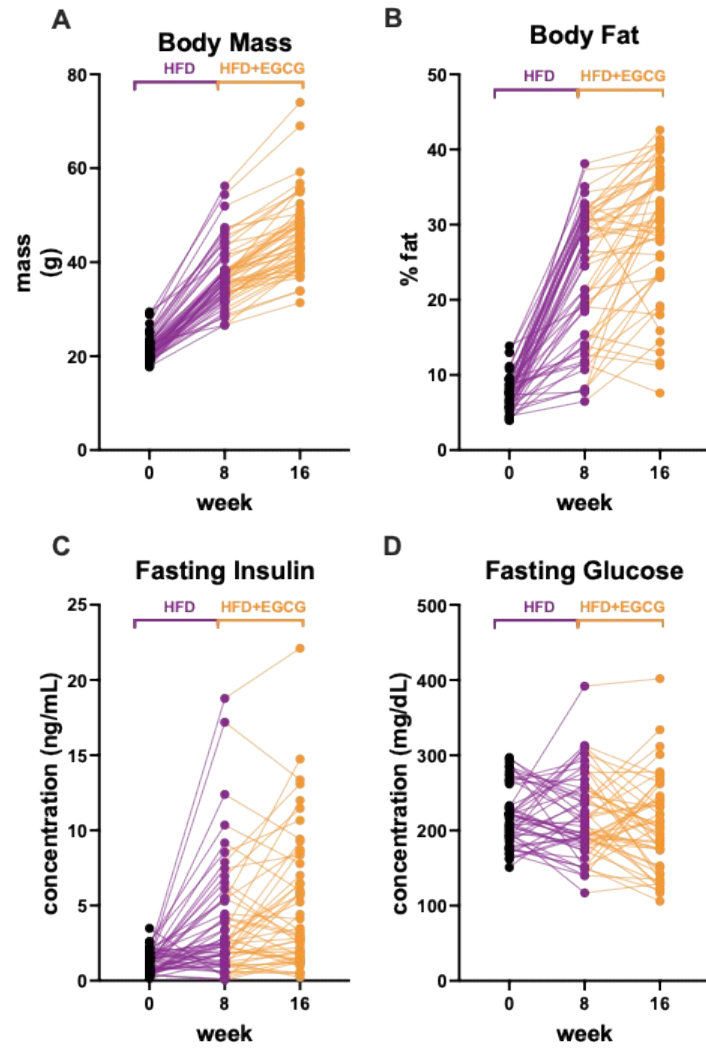 A
Body Mass
HFD HFD+EGCG
80
60
40
20
0
mass
(g)
0 8 16
week
B
Body Fat
HFD HFD+EGCG
50
40
30
20
10
0
% fat
0 8 16
week
C
Fasting Insulin
HFD HFD+EGCG
25
20
15
10
5
0
concentration (ng/mL)
0 8 16
week
D
Fasting Glucose
HFD HFD+EGCG
500
400
300
200
100
0
concentration (mg/dL)
0 8 16
week